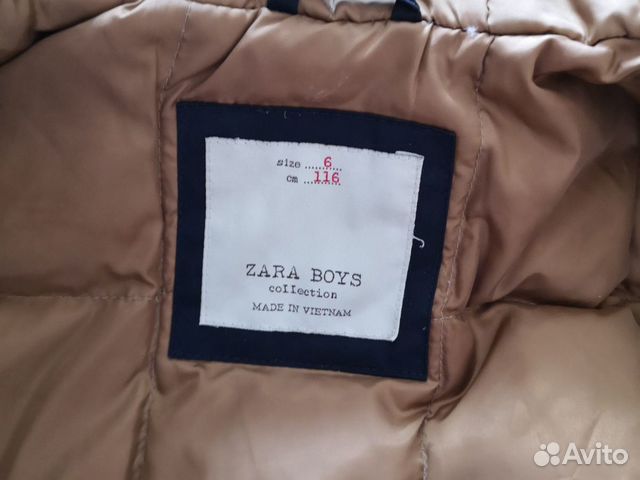 size ......6....
cm ....116....
ZARA BOYS
collection
MADE IN VIETNAM
Avito